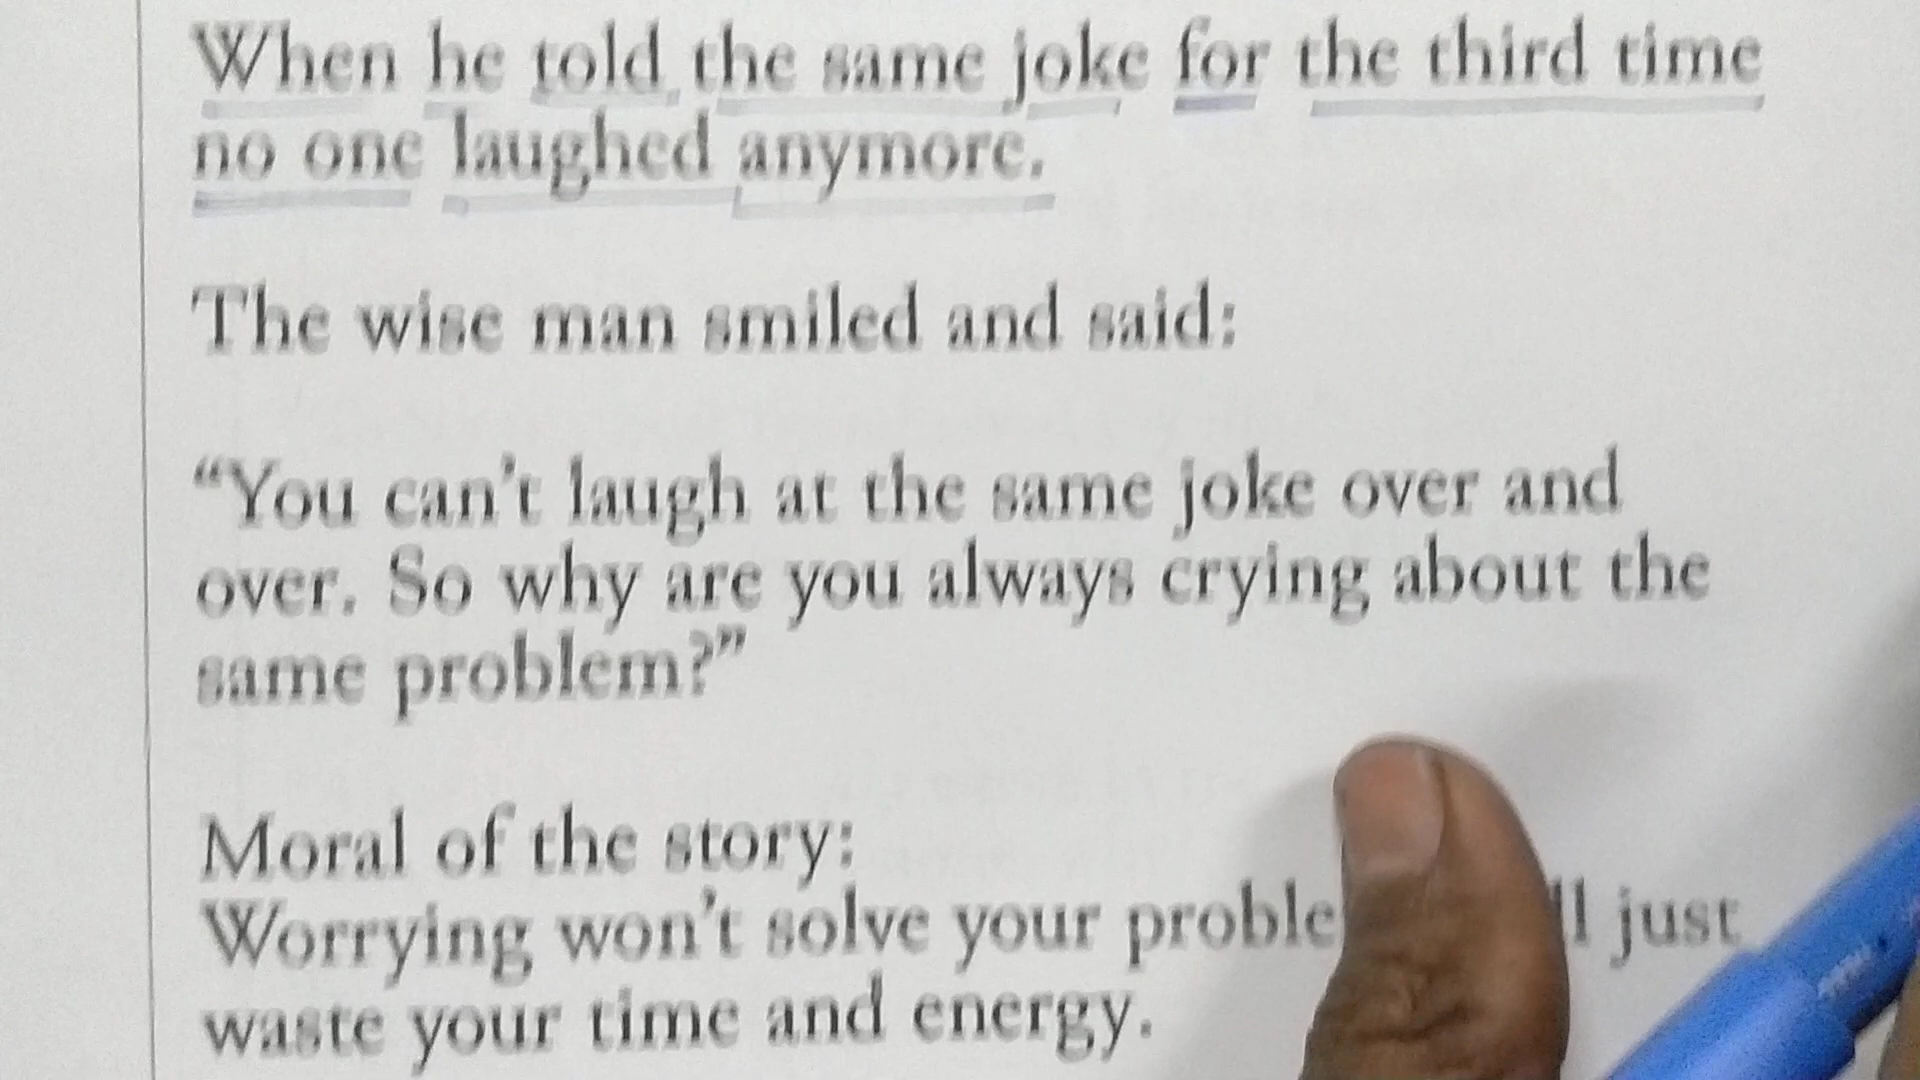 When he told the same joke for the third time
no one laughed anymore.
The wise man smiled and said:
“You can't laugh at the same joke over and
over. So why are you always crying about the
same problem?”
Moral of the story:
Worrying won't solve your just
waste your time and energy.